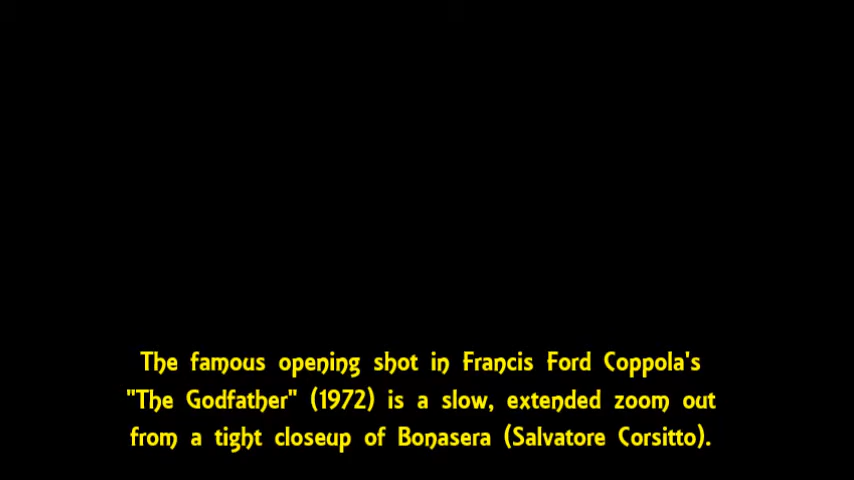 The famous opening shot in Francis Ford Coppola's
"The Godfather" (1972) is a slow, extended zoom out
from a tight closeup of Bonasera (Salvatore Corsitto).